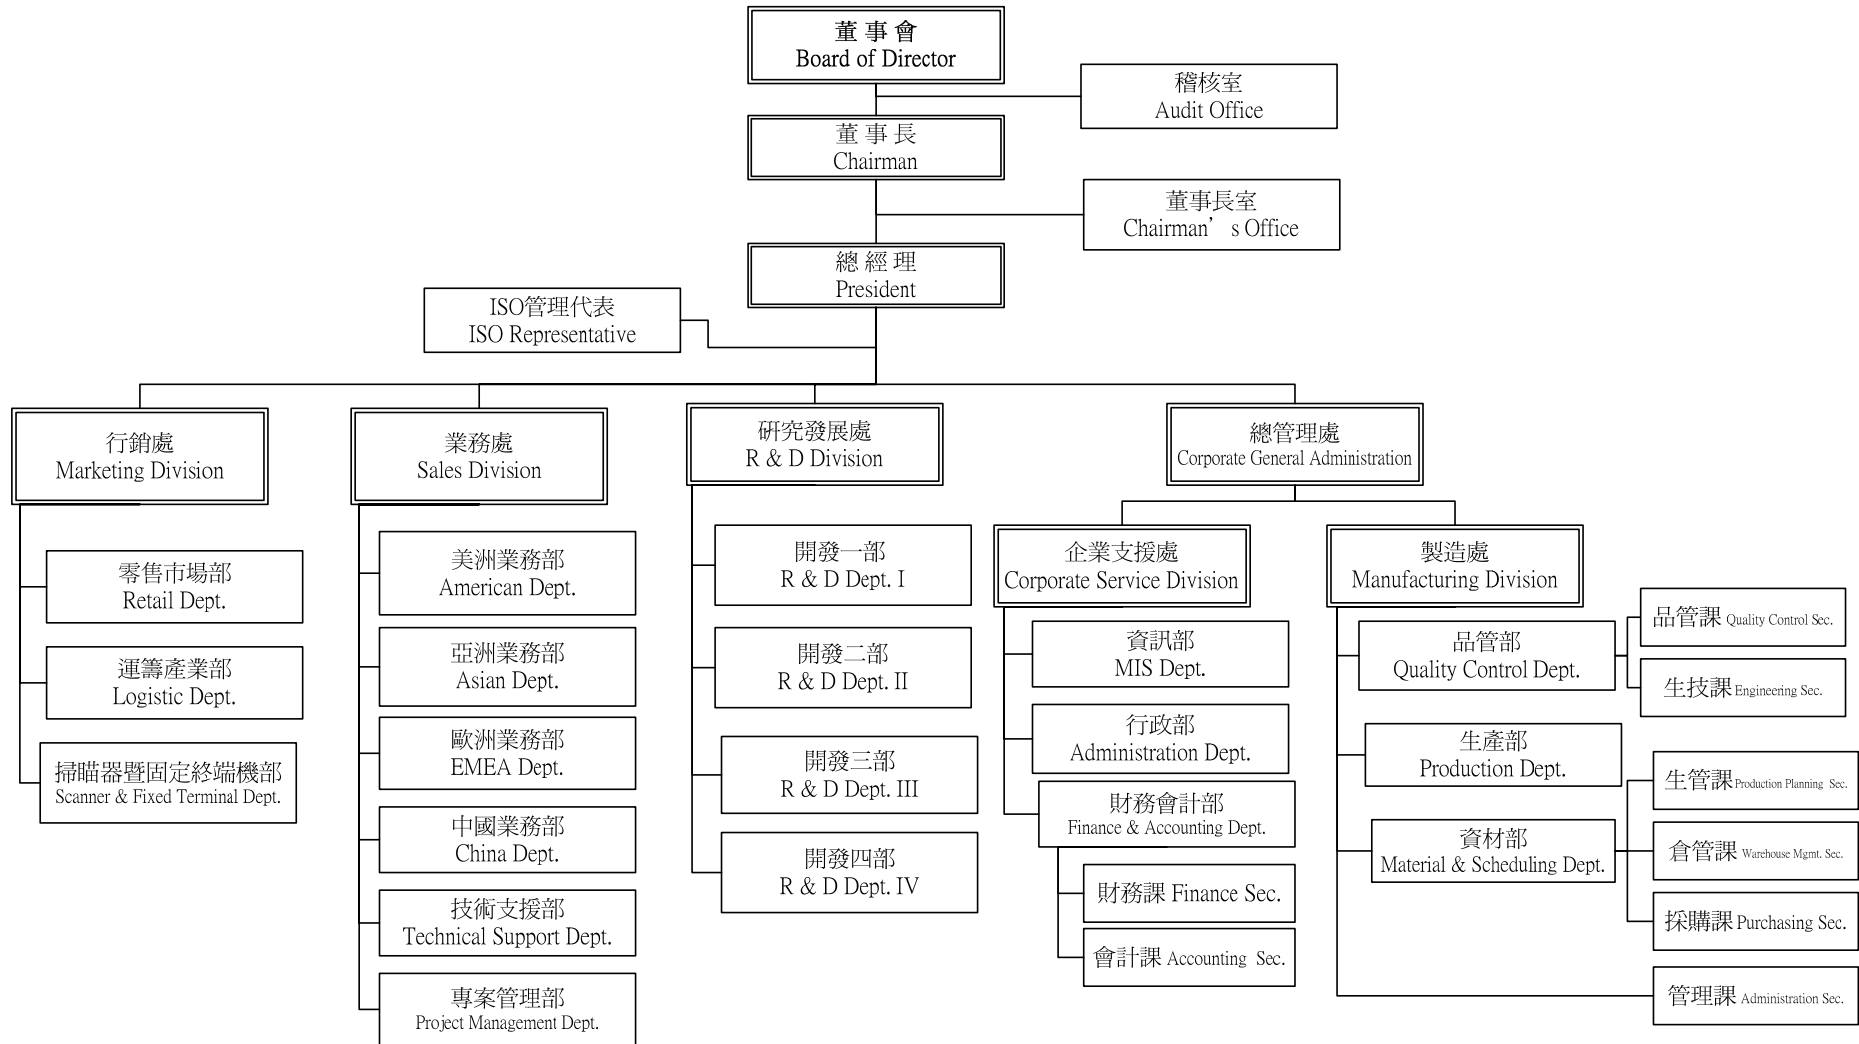 董 事 會
Board of Director
稽核室
Audit Office
董 事 長
Chairman
董事長室
Chairman’s Office
總 經 理
President
ISO管理代表
ISO Representative
行銷處
Marketing Division
業務處
Sales Division
研究發展處
R & D Division
總管理處
Corporate General Administration
零售市場部
Retail Dept.
運籌產業部
Logistic Dept.
掃瞄器暨固定終端機部
Scanner & Fixed Terminal Dept.
美洲業務部
American Dept.
亞洲業務部
Asian Dept.
歐洲業務部
EMEA Dept.
中國業務部
China Dept.
技術支援部
Technical Support Dept.
專案管理部
Project Management Dept.
開發一部
R & D Dept. I
開發二部
R & D Dept. II
開發三部
R & D Dept. III
開發四部
R & D Dept. IV
企業支援處
Corporate Service Division
資訊部
MIS Dept.
行政部
Administration Dept.
財務會計部
Finance & Accounting Dept.
財務課 Finance Sec.
會計課 Accounting Sec.
製造處
Manufacturing Division
品管部
Quality Control Dept.
品管課 Quality Control Sec.
生技課 Engineering Sec.
生產部
Production Dept.
資材部
Material & Scheduling Dept.
生管課 Production Planning Sec.
倉管課 Warehouse Mgmt. Sec.
採購課 Purchasing Sec.
管理課 Administration Sec.